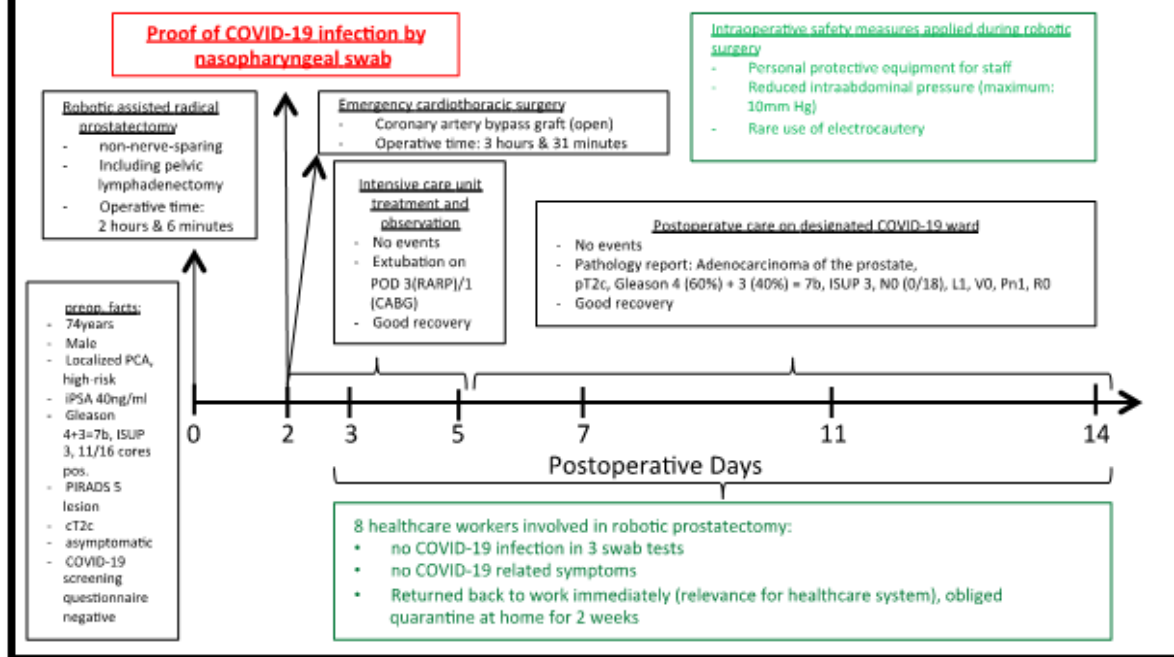 Proof of COVID-19 infection by
nasopharyngeal swab
Intraoperative safety measures applied during robotic
surgery
- Personal protective equipment for staff
- Reduced intraabdominal pressure (maximum:
10mm Hg)
- Rare use of electrocautery
Robotic assisted radical
prostatectomy
- non-nerve-sparing
- Including pelvic
lymphadenectomy
- Operative time:
2 hours & 6 minutes
Emergency cardiothoracic surgery
- Coronary artery bypass graft (open)
- Operative time: 3 hours & 31 minutes
Intensive care unit
treatment and
observation
- No events
- Extubation on
POD 3(RARP)/1
(CABG)
- Good recovery
Postoperatve care on designated COVID-19 ward
- No events
- Pathology report: Adenocarcinoma of the prostate,
pT2c, Gleason 4 (60%) + 3 (40%) = 7b, ISUP 3, N0 (0/18), L1, V0, Pn1, R0
- Good recovery
preop. facts:
- 74years
- Male
- Localized PCA,
high-risk
- iPSA 40ng/ml
- Gleason
4+3=7b, ISUP
3, 11/16 cores
pos.
- PIRADS 5
lesion
- cT2c
- asymptomatic
- COVID-19
screening
questionnaire
negative
0 2 3 5 7 11 14
Postoperative Days
8 healthcare workers involved in robotic prostatectomy:
• no COVID-19 infection in 3 swab tests
• no COVID-19 related symptoms
• Returned back to work immediately (relevance for healthcare system), obliged
quarantine at home for 2 weeks